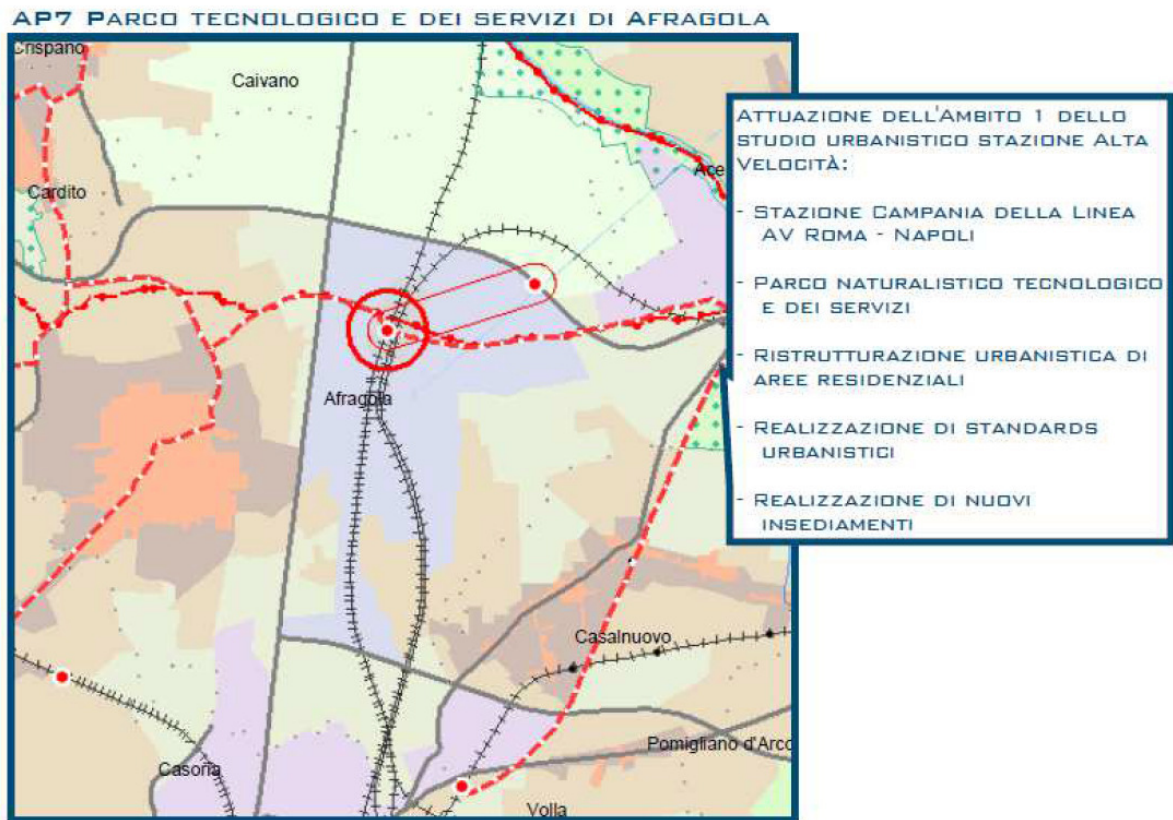 AP7 PARCO TECNOLOGICO E DEI SERVIZI DI AFRAGOLA
Crispano
Caivano
Cardito
Ace
Afragola
Casalnuovo
Pomigliano d'Arco
Casoria
Volla
ATTUAZIONE DELL'AMBITO 1 DELLO
STUDIO URBANISTICO STAZIONE ALTA
VELOCITÀ:
- STAZIONE CAMPANIA DELLA LINEA
AV ROMA - NAPOLI
- PARCO NATURALISTICO TECNOLOGICO
E DEI SERVIZI
- RISTRUTTURAZIONE URBANISTICA DI
AREE RESIDENZIALI
- REALIZZAZIONE DI STANDARDS
URBANISTICI
- REALIZZAZIONE DI NUOVI
INSEDIAMENTI